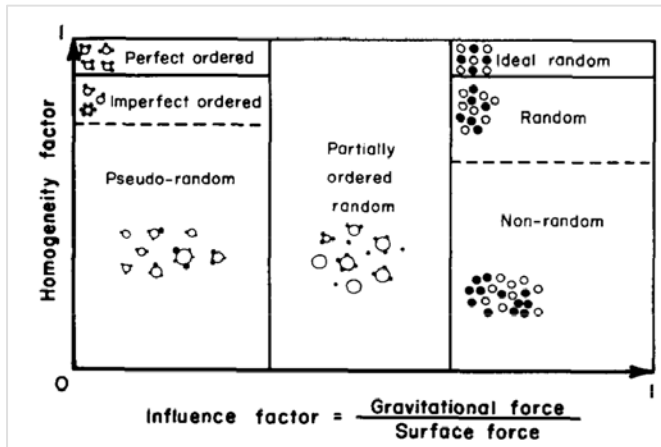 1
Perfect ordered
Imperfect ordered
Pseudo-random
Partially
ordered
random
Ideal random
Random
Non-random
Homogeneity factor
0
1
Influence factor = Gravitational force
Surface force